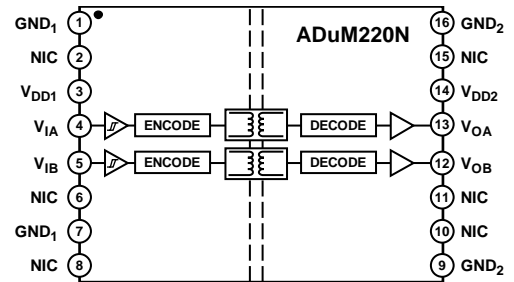 ADuM220N
GND1 1
NIC 2
VDD1 3
VIA 4
VIB 5
NIC 6
GND1 7
NIC 8
ENCODE DECODE
ENCODE DECODE
16 GND2
15 NIC
14 VDD2
13 VOA
12 VOB
11 NIC
10 NIC
9 GND2